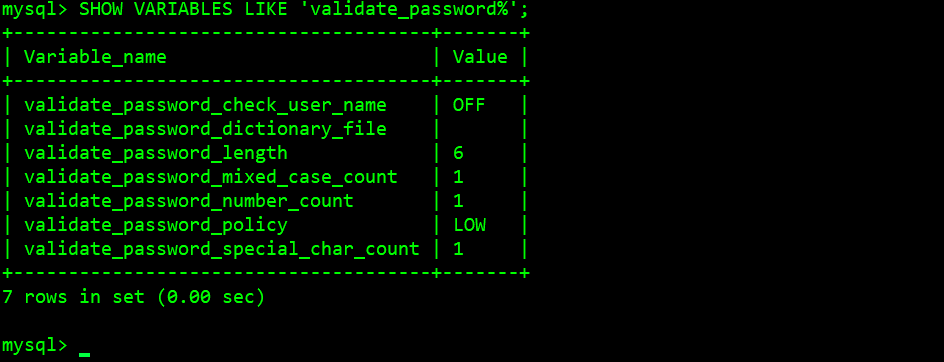 mysql> SHOW VARIABLES LIKE 'validate_password%';
+--------------------------------------+-------+
| Variable_name                        | Value |
+--------------------------------------+-------+
| validate_password_check_user_name    | OFF   |
| validate_password_dictionary_file    |       |
| validate_password_length             | 6     |
| validate_password_mixed_case_count   | 1     |
| validate_password_number_count       | 1     |
| validate_password_policy             | LOW   |
| validate_password_special_char_count | 1     |
+--------------------------------------+-------+
7 rows in set (0.00 sec)
mysql> _